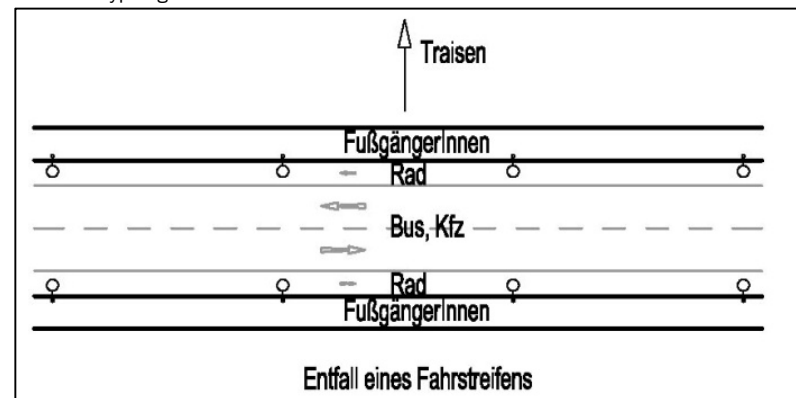 Traisen
FußgängerInnen
Rad
Bus, Kfz
Rad
FußgängerInnen
Entfall eines Fahrstreifens